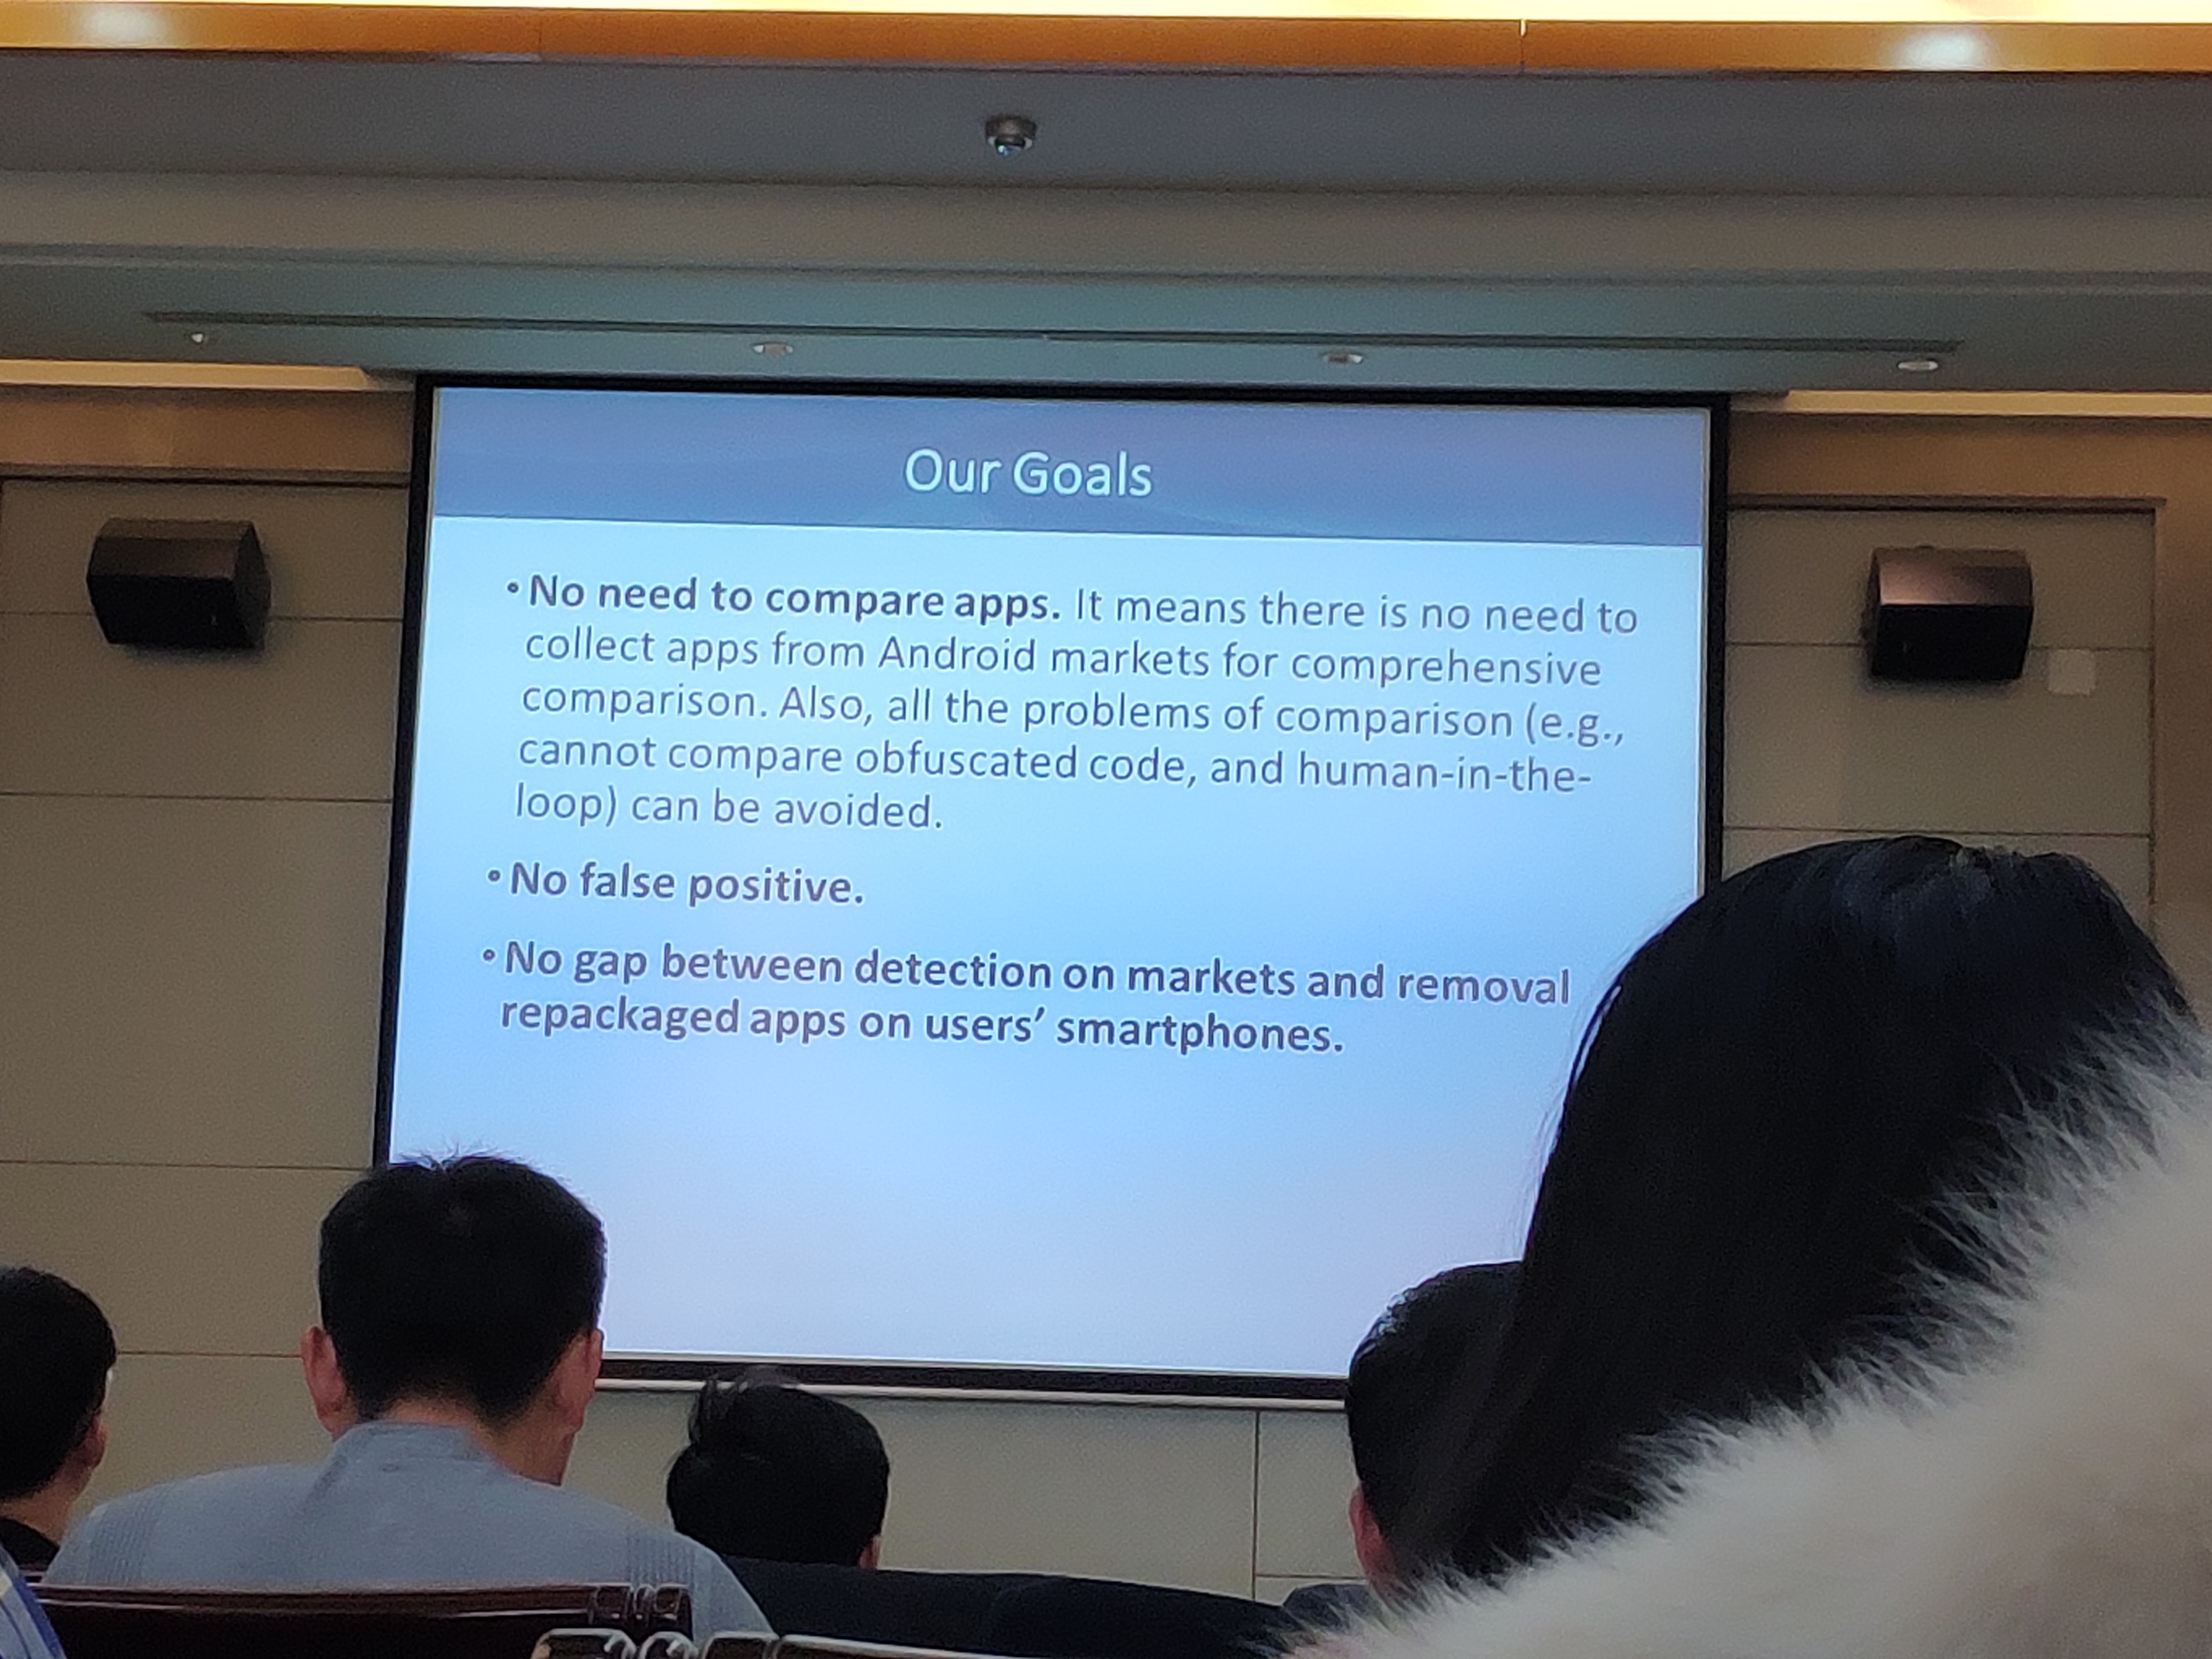 Our Goals
• No need to compare apps. It means there is no need to
collect apps from Android markets for comprehensive
comparison. Also, all the problems of comparison (e.g.,
cannot compare obfuscated code, and human-in-the-
loop) can be avoided.
• No false positive.
• No gap between detection on markets and removal
repackaged apps on users’ smartphones.